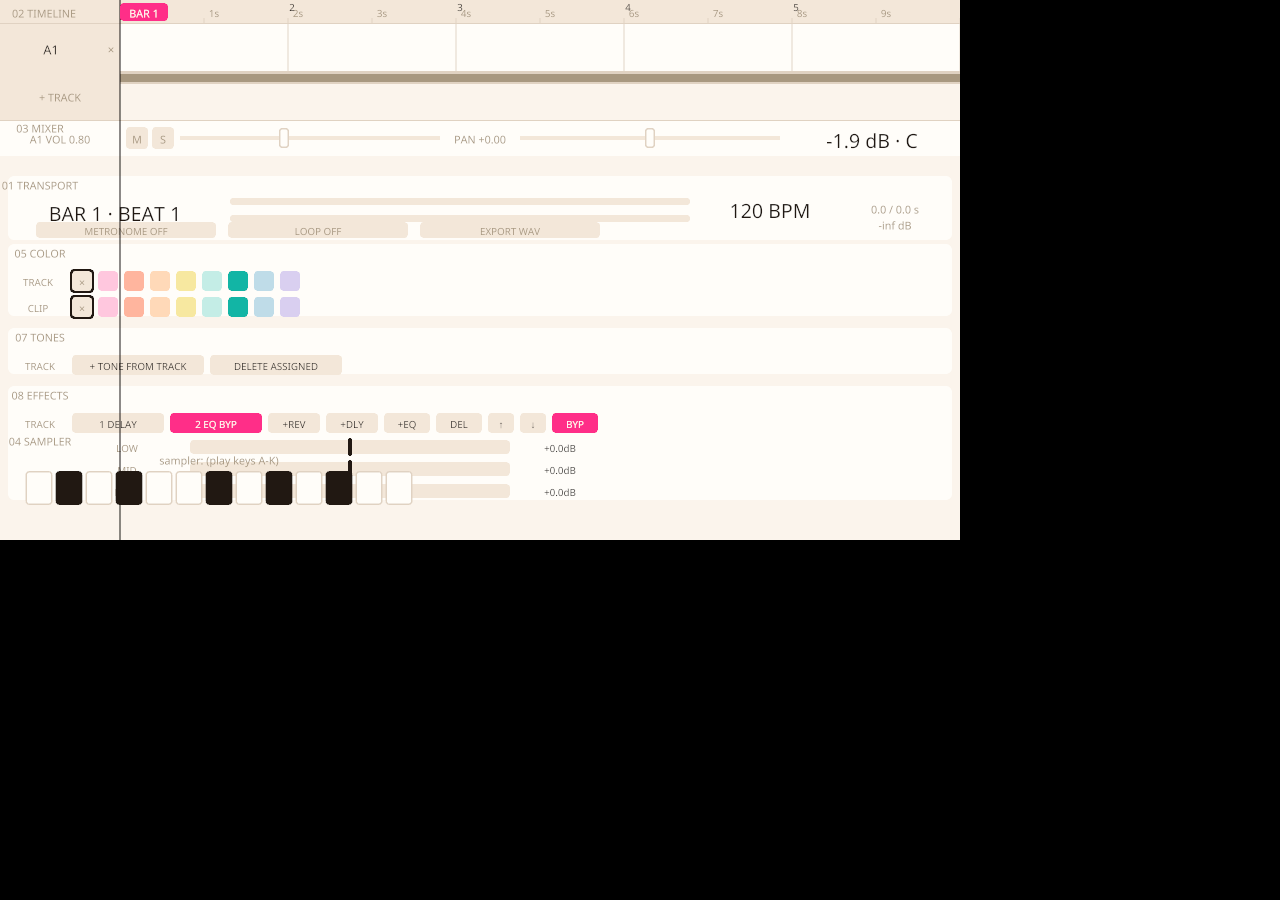 02 TIMELINE BAR 1 1s 2 2s 3s 3 4s 5s 4 6s 7s 5 8s 9s
A1 ×
+ TRACK
03 MIXER
A1 VOL 0.80 M S PAN +0.00 -1.9 dB · C
01 TRANSPORT
BAR 1 · BEAT 1 120 BPM 0.0 / 0.0 s
-inf dB
METRONOME OFF LOOP OFF EXPORT WAV
05 COLOR
TRACK ×
CLIP ×
07 TONES
TRACK + TONE FROM TRACK DELETE ASSIGNED
08 EFFECTS
TRACK 1 DELAY 2 EQ BYP +REV +DLY +EQ DEL ↑ ↓ BYP
04 SAMPLER
LOW +0.0dB
sampler: (play keys A-K)
MID +0.0dB
+0.0dB